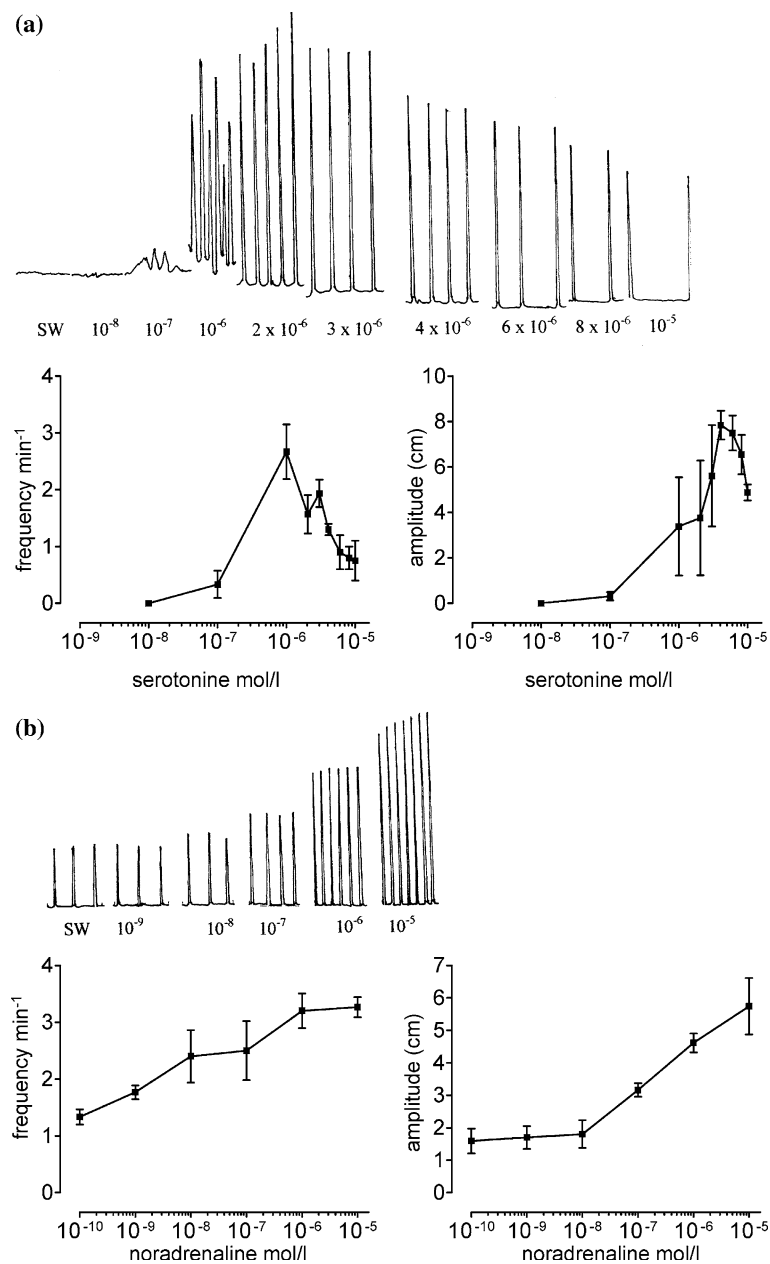 (a)
SW 10⁻⁸ 10⁻⁷ 10⁻⁶ 2 x 10⁻⁶ 3 x 10⁻⁶ 4 x 10⁻⁶ 6 x 10⁻⁶ 8 x 10⁻⁶ 10⁻⁵
frequency min⁻¹
4
3
2
1
0
10⁻⁹ 10⁻⁸ 10⁻⁷ 10⁻⁶ 10⁻⁵
serotonine mol/l
amplitude (cm)
10
8
6
4
2
0
10⁻⁹ 10⁻⁸ 10⁻⁷ 10⁻⁶ 10⁻⁵
serotonine mol/l
(b)
SW 10⁻⁹ 10⁻⁸ 10⁻⁷ 10⁻⁶ 10⁻⁵
frequency min⁻¹
4
3
2
1
0
10⁻¹⁰ 10⁻⁹ 10⁻⁸ 10⁻⁷ 10⁻⁶ 10⁻⁵
noradrenaline mol/l
amplitude (cm)
7
6
5
4
3
2
1
0
10⁻¹⁰ 10⁻⁹ 10⁻⁸ 10⁻⁷ 10⁻⁶ 10⁻⁵
noradrenaline mol/l